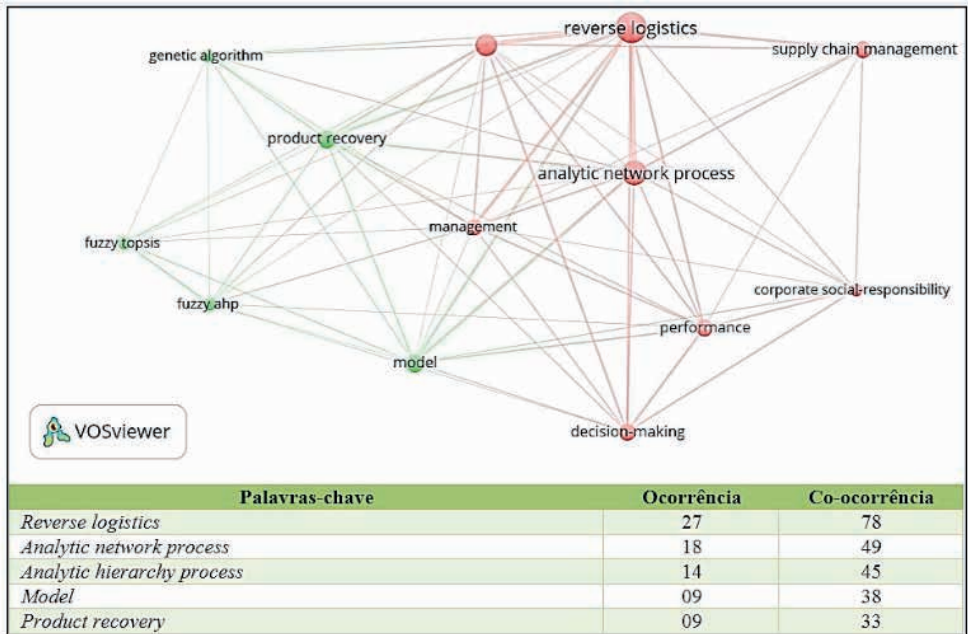 reverse logistics
supply chain management
genetic algorithm
product recovery
analytic network process
management
fuzzy topsis
corporate social-responsibility
fuzzy ahp
performance
model
decision-making
VOSviewer
Palavras-chave Ocorrência Co-ocorrência
Reverse logistics 27 78
Analytic network process 18 49
Analytic hierarchy process 14 45
Model 09 38
Product recovery 09 33